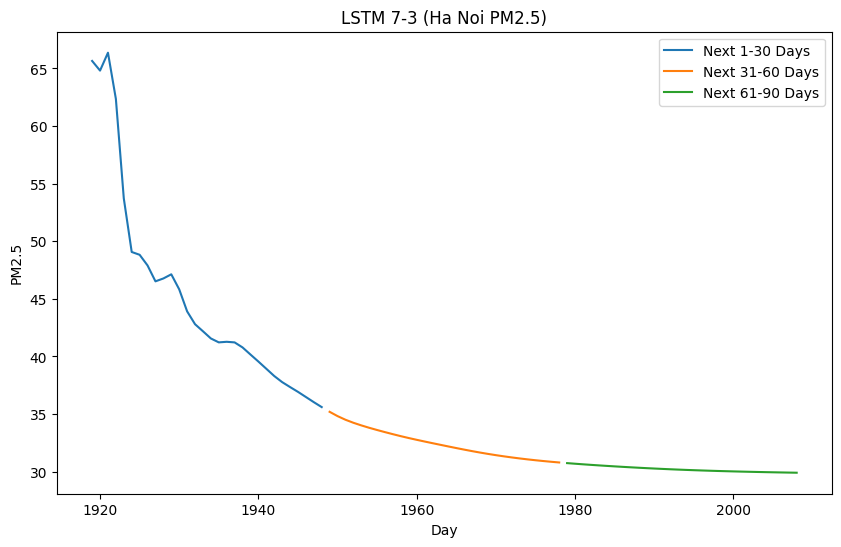 LSTM 7-3 (Ha Noi PM2.5)
Next 1-30 Days
Next 31-60 Days
Next 61-90 Days
PM2.5
65
60
55
50
45
40
35
30
1920
1940
1960
1980
2000
Day